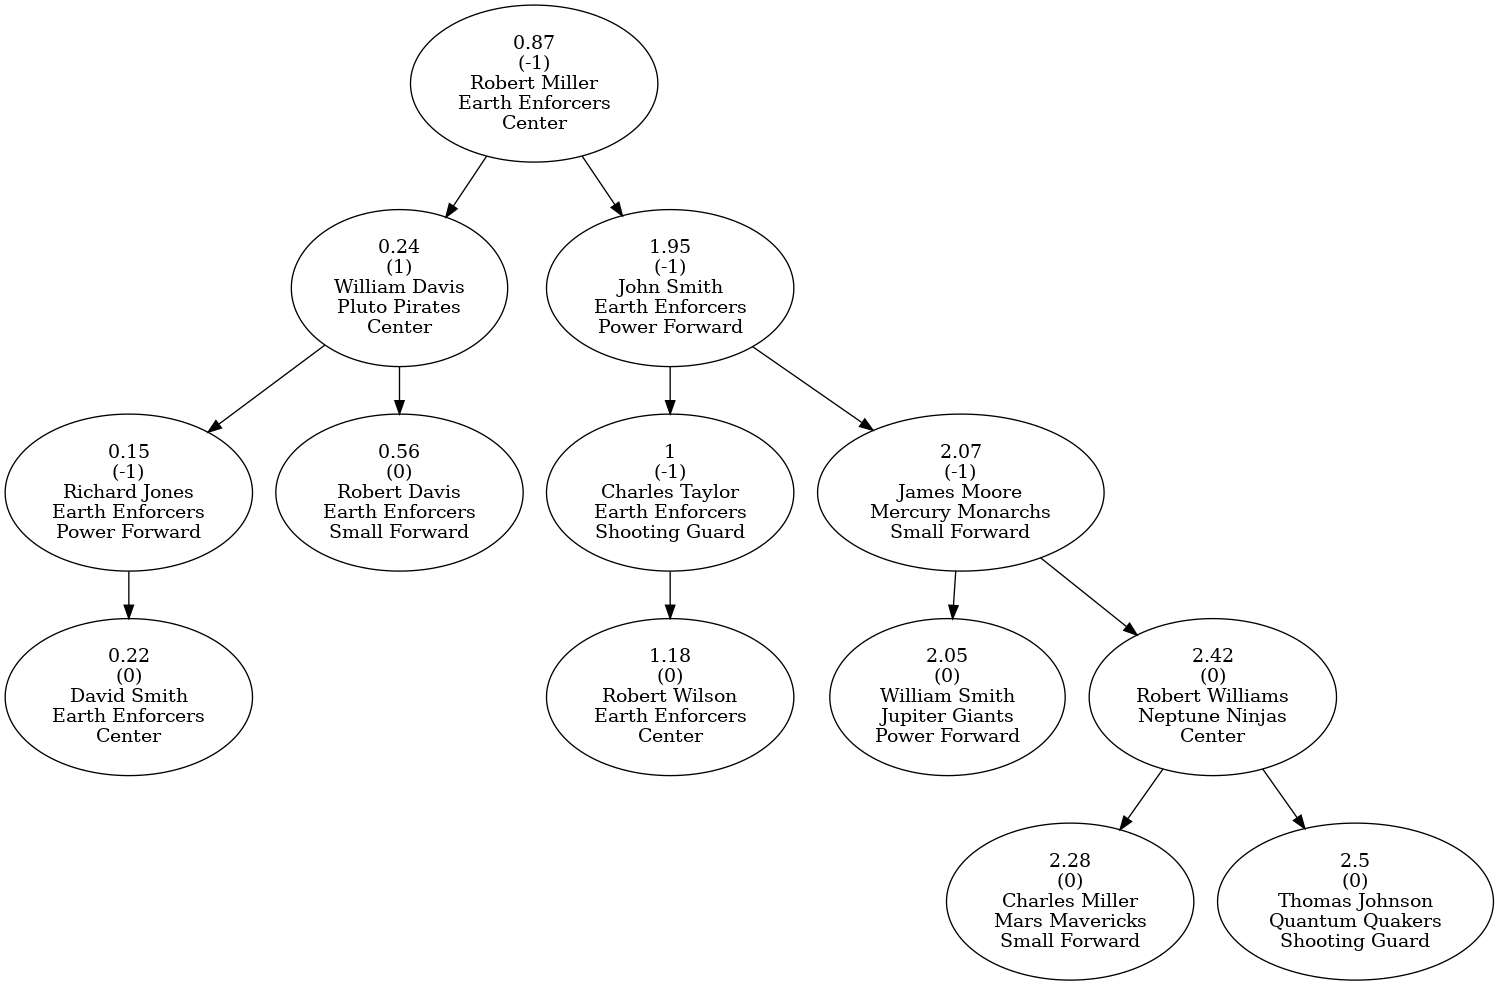 0.87
(-1)
Robert Miller
Earth Enforcers
Center
0.24
(1)
William Davis
Pluto Pirates
Center
1.95
(-1)
John Smith
Earth Enforcers
Power Forward
0.15
(-1)
Richard Jones
Earth Enforcers
Power Forward
0.56
(0)
Robert Davis
Earth Enforcers
Small Forward
1
(-1)
Charles Taylor
Earth Enforcers
Shooting Guard
2.07
(-1)
James Moore
Mercury Monarchs
Small Forward
0.22
(0)
David Smith
Earth Enforcers
Center
1.18
(0)
Robert Wilson
Earth Enforcers
Center
2.05
(0)
William Smith
Jupiter Giants
Power Forward
2.42
(0)
Robert Williams
Neptune Ninjas
Center
2.28
(0)
Charles Miller
Mars Mavericks
Small Forward
2.5
(0)
Thomas Johnson
Quantum Quakers
Shooting Guard